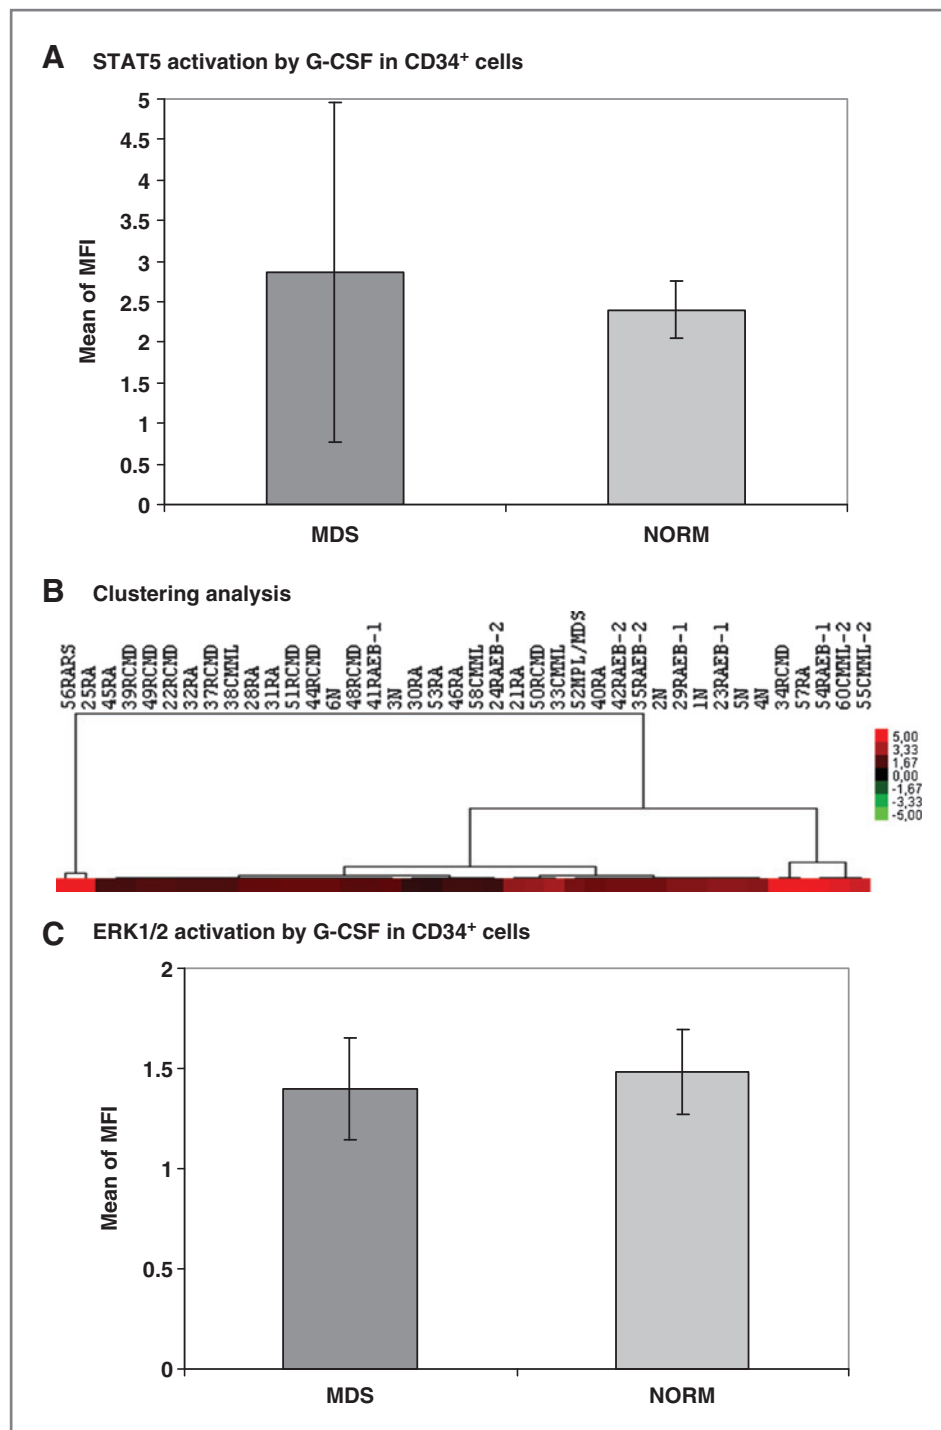 A STAT5 activation by G-CSF in CD34+ cells
5
4.5
4
3.5
3
2.5
2
1.5
1
0.5
0
Mean of MFI
MDS
NORM
B Clustering analysis
56RARS
25RA
45RA
39RCMD
49RCMD
22RCMD
32RA
37RCMD
38CMML
28RA
31RA
51RCMD
44RCMD
6N
48RCMD
41RAEB-1
3N
30RA
53RA
46RA
58CMML
24RAEB-2
21RA
50RCMD
33CMML
52MPL/MDS
40RA
42RAEB-2
35RAEB-2
2N
29RAEB-1
1N
23RAEB-1
5N
4N
34RCMD
57RA
54RAEB-1
60CMML-2
55CMML-2
5,00
3,33
1,67
0,00
-1,67
-3,33
-5,00
C ERK1/2 activation by G-CSF in CD34+ cells
2
1.5
1
0.5
0
Mean of MFI
MDS
NORM